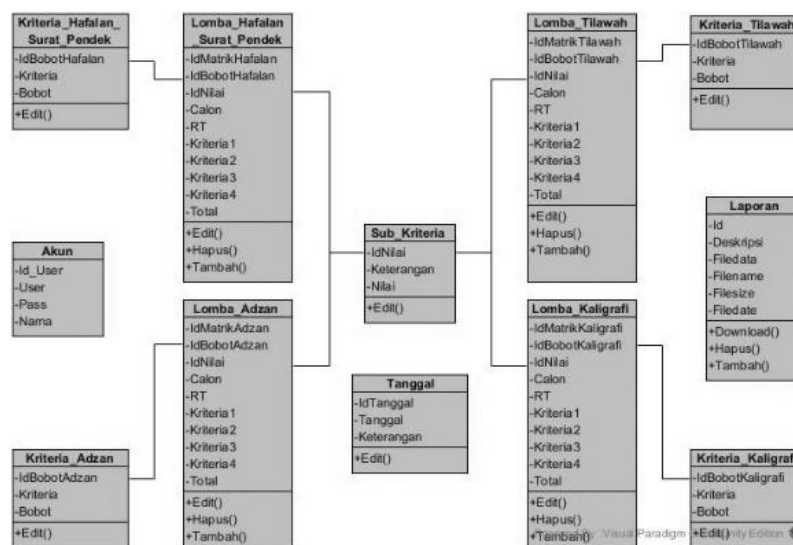 Kriteria_Hafalan_
Surat_Pendek
-IdBobotHafalan
-Kriteria
-Bobot
+Edit()
Lomba_Hafalan
_Surat_Pendek
-IdMatrikHafalan
-IdBobotHafalan
-IdNilai
-Calon
-RT
-Kriteria1
-Kriteria2
-Kriteria3
-Kriteria4
-Total
+Edit()
+Hapus()
+Tambah()
Lomba_Tilawah
-IdMatrikTilawah
-IdBobotTilawah
-IdNilai
-Calon
-RT
-Kriteria1
-Kriteria2
-Kriteria3
-Kriteria4
-Total
+Edit()
+Hapus()
+Tambah()
Kriteria_Tilawah
-IdBobotTilawah
-Kriteria
-Bobot
+Edit()
Akun
-Id_User
-User
-Pass
-Nama
Sub_Kriteria
-IdNilai
-Keterangan
-Nilai
+Edit()
Laporan
-Id
-Deskripsi
-Filedata
-Filename
-Filesize
-Filedate
+Download()
+Hapus()
+Tambah()
Lomba_Adzan
-IdMatrikAdzan
-IdBobotAdzan
-IdNilai
-Calon
-RT
-Kriteria1
-Kriteria2
-Kriteria3
-Kriteria4
-Total
+Edit()
+Hapus()
+Tambah()
Tanggal
-IdTanggal
-Tanggal
-Keterangan
+Edit()
Lomba_Kaligrafi
-IdMatrikKaligrafi
-IdBobotKaligrafi
-IdNilai
-Calon
-RT
-Kriteria1
-Kriteria2
-Kriteria3
-Kriteria4
-Total
+Edit()
+Hapus()
+Tambah()
Kriteria_Adzan
-IdBobotAdzan
-Kriteria
-Bobot
+Edit()
Kriteria_Kaligrafi
-IdBobotKaligrafi
-Kriteria
-Bobot
+Edit()
Visual Paradigm Edition